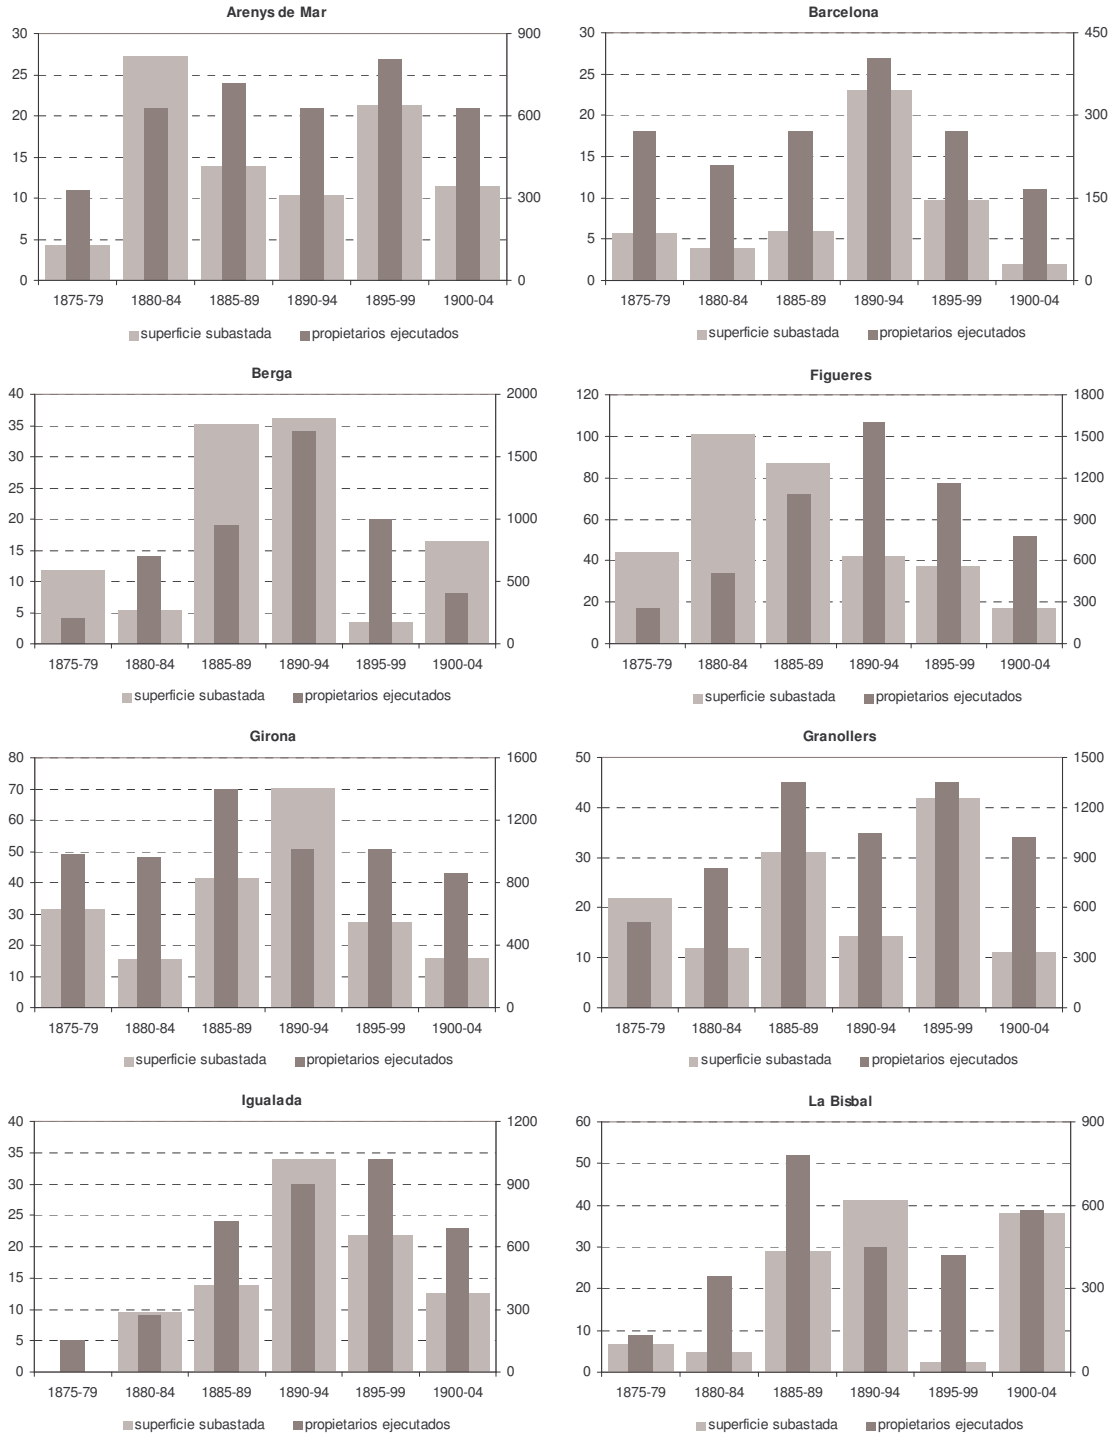 Arenys de Mar
30 900
25
20 600
15
10 300
5
0 0
1875-79 1880-84 1885-89 1890-94 1895-99 1900-04
superficie subastada propietarios ejecutados
Barcelona
30 450
25
20 300
15
10 150
5
0 0
1875-79 1880-84 1885-89 1890-94 1895-99 1900-04
superficie subastada propietarios ejecutados
Berga
40 2000
35
30 1500
25
20 1000
15
10 500
5
0 0
1875-79 1880-84 1885-89 1890-94 1895-99 1900-04
superficie subastada propietarios ejecutados
Figueres
120 1800
100 1500
80 1200
60 900
40 600
20 300
0 0
1875-79 1880-84 1885-89 1890-94 1895-99 1900-04
superficie subastada propietarios ejecutados
Girona
80 1600
70
60 1200
50
40 800
30
20 400
10
0 0
1875-79 1880-84 1885-89 1890-94 1895-99 1900-04
superficie subastada propietarios ejecutados
Granollers
50 1500
40 1200
30 900
20 600
10 300
0 0
1875-79 1880-84 1885-89 1890-94 1895-99 1900-04
superficie subastada propietarios ejecutados
Igualada
40 1200
35
30 900
25
20 600
15
10 300
5
0 0
1875-79 1880-84 1885-89 1890-94 1895-99 1900-04
superficie subastada propietarios ejecutados
La Bisbal
60 900
50
40 600
30
20 300
10
0 0
1875-79 1880-84 1885-89 1890-94 1895-99 1900-04
superficie subastada propietarios ejecutados